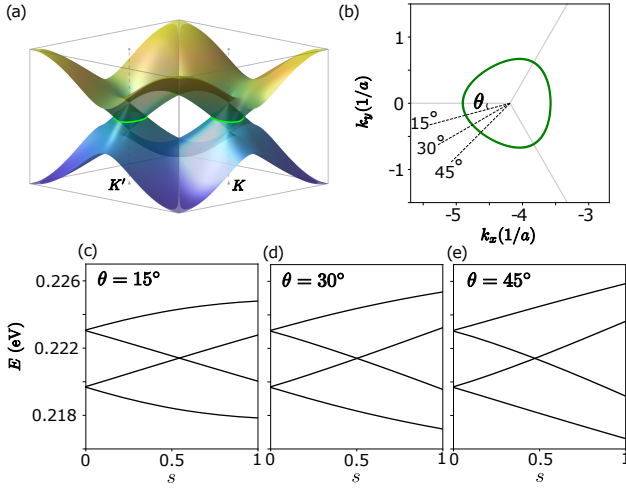 (a)
K′
K
(b)
k_y(1/a)
1
0
-1
θ
15°
30°
45°
-5
-4
-3
k_x(1/a)
(c)
(d)
(e)
θ = 15°
θ = 30°
θ = 45°
E (eV)
0.226
0.222
0.218
0
0.5
1
s
0
0.5
1
s
0
0.5
1
s